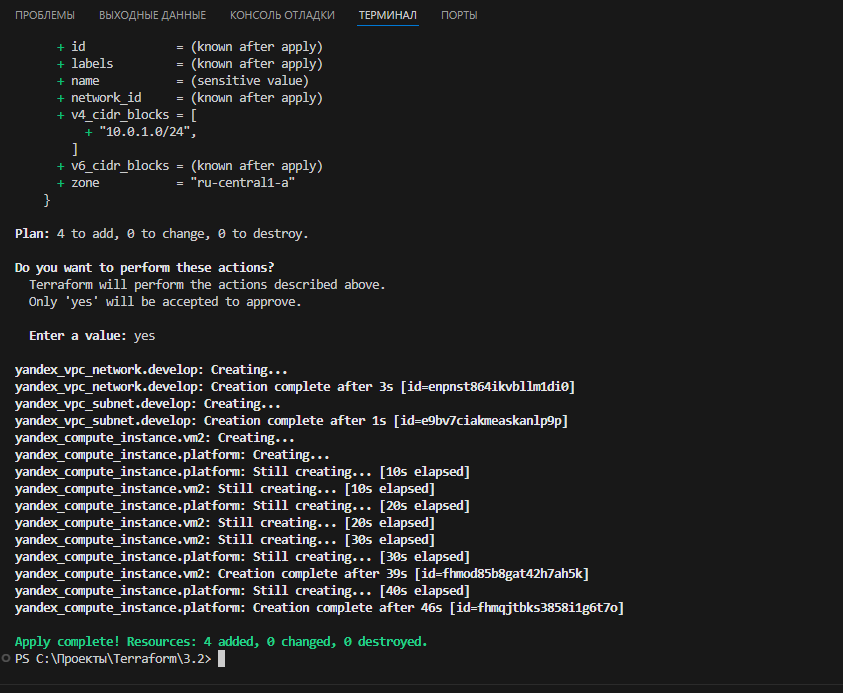 ПРОБЛЕМЫ ВЫХОДНЫЕ ДАННЫЕ КОНСОЛЬ ОТЛАДКИ ТЕРМИНАЛ ПОРТЫ
+ id = (known after apply)
+ labels = (known after apply)
+ name = (sensitive value)
+ network_id = (known after apply)
+ v4_cidr_blocks = [
+ "10.0.1.0/24",
]
+ v6_cidr_blocks = (known after apply)
+ zone = "ru-central1-a"
}
Plan: 4 to add, 0 to change, 0 to destroy.
Do you want to perform these actions?
Terraform will perform the actions described above.
Only 'yes' will be accepted to approve.
Enter a value: yes
yandex_vpc_network.develop: Creating...
yandex_vpc_network.develop: Creation complete after 3s [id=enpnst864ikvbllm1di0]
yandex_vpc_subnet.develop: Creating...
yandex_vpc_subnet.develop: Creation complete after 1s [id=e9bv7ciakmeaskanlp9p]
yandex_compute_instance.vm2: Creating...
yandex_compute_instance.platform: Creating...
yandex_compute_instance.platform: Still creating... [10s elapsed]
yandex_compute_instance.vm2: Still creating... [10s elapsed]
yandex_compute_instance.platform: Still creating... [20s elapsed]
yandex_compute_instance.vm2: Still creating... [20s elapsed]
yandex_compute_instance.vm2: Still creating... [30s elapsed]
yandex_compute_instance.platform: Still creating... [30s elapsed]
yandex_compute_instance.vm2: Creation complete after 39s [id=fhmod85b8gat42h7ah5k]
yandex_compute_instance.platform: Still creating... [40s elapsed]
yandex_compute_instance.platform: Creation complete after 46s [id=fhmqjtbks3858i1g6t7o]
Apply complete! Resources: 4 added, 0 changed, 0 destroyed.
PS C:\Проекты\Terraform\3.2>